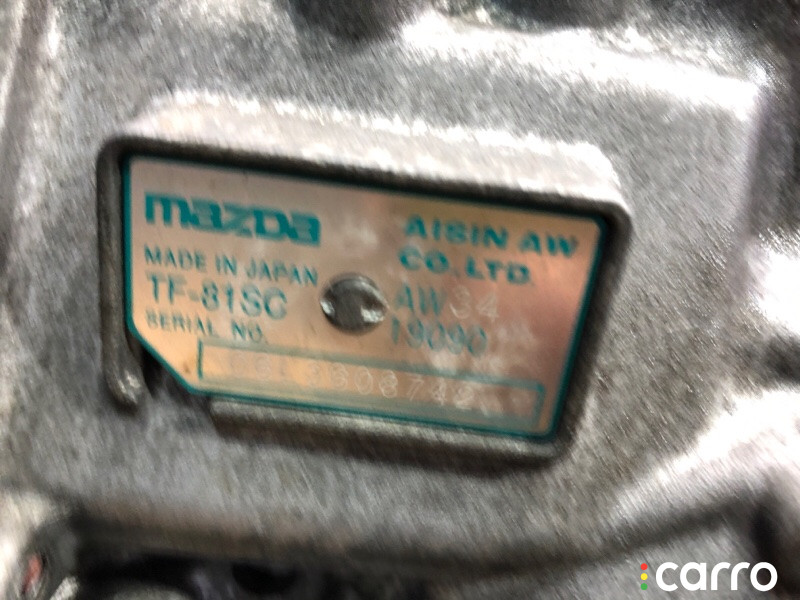 mazda
AISIN AW
CO.,LTD.
MADE IN JAPAN
TF-81SC
AW34
19090
SERIAL NO.
carro